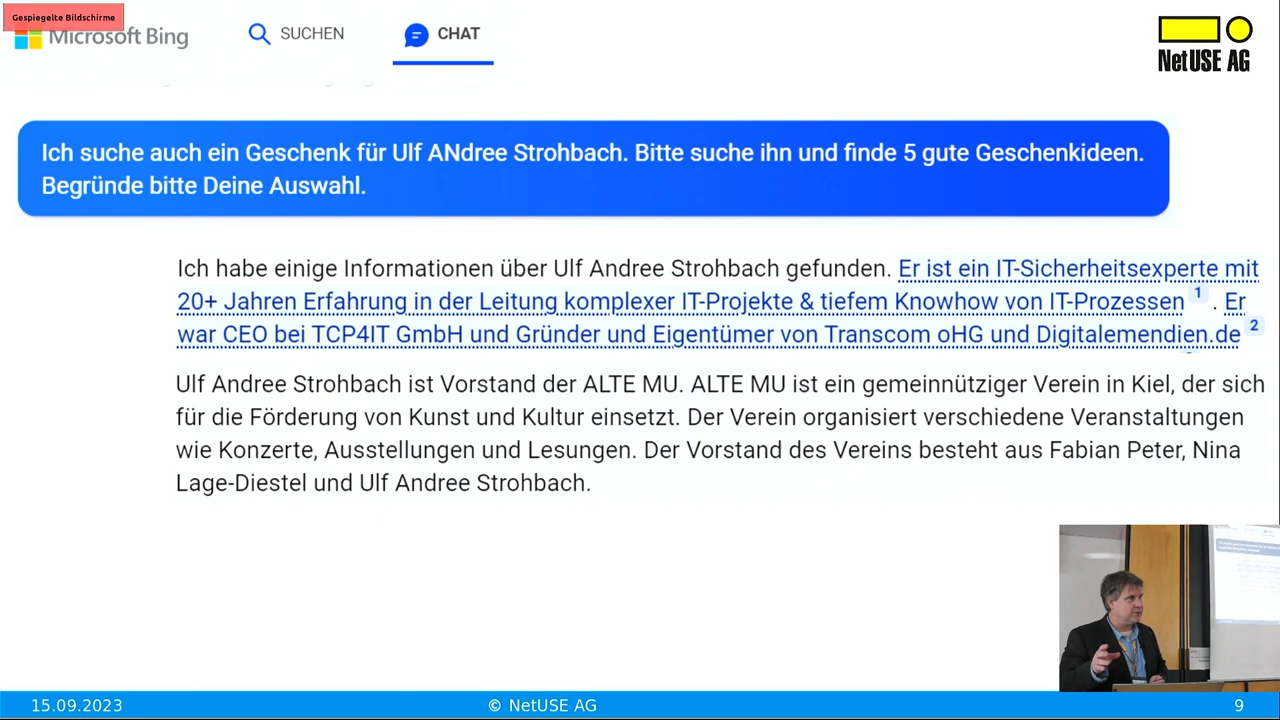 Gespiegelte Bildschirme
Microsoft Bing
SUCHEN
CHAT
NetUSE AG
Ich suche auch ein Geschenk für Ulf ANdree Strohbach. Bitte suche ihn und finde 5 gute Geschenkideen.
Begründe bitte Deine Auswahl.
Ich habe einige Informationen über Ulf Andree Strohbach gefunden. Er ist ein IT-Sicherheitsexperte mit
20+ Jahren Erfahrung in der Leitung komplexer IT-Projekte & tiefem Knowhow von IT-Prozessen 1 . Er
war CEO bei TCP4IT GmbH und Gründer und Eigentümer von Transcom oHG und Digitalemendien.de 2
Ulf Andree Strohbach ist Vorstand der ALTE MU. ALTE MU ist ein gemeinnütziger Verein in Kiel, der sich
für die Förderung von Kunst und Kultur einsetzt. Der Verein organisiert verschiedene Veranstaltungen
wie Konzerte, Ausstellungen und Lesungen. Der Vorstand des Vereins besteht aus Fabian Peter, Nina
Lage-Diestel und Ulf Andree Strohbach.
15.09.2023
© NetUSE AG
9